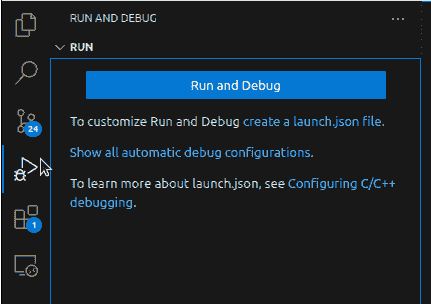 RUN AND DEBUG
RUN
Run and Debug
To customize Run and Debug create a launch.json file.
24
Show all automatic debug configurations.
To learn more about launch.json, see Configuring C/C++
debugging.
1